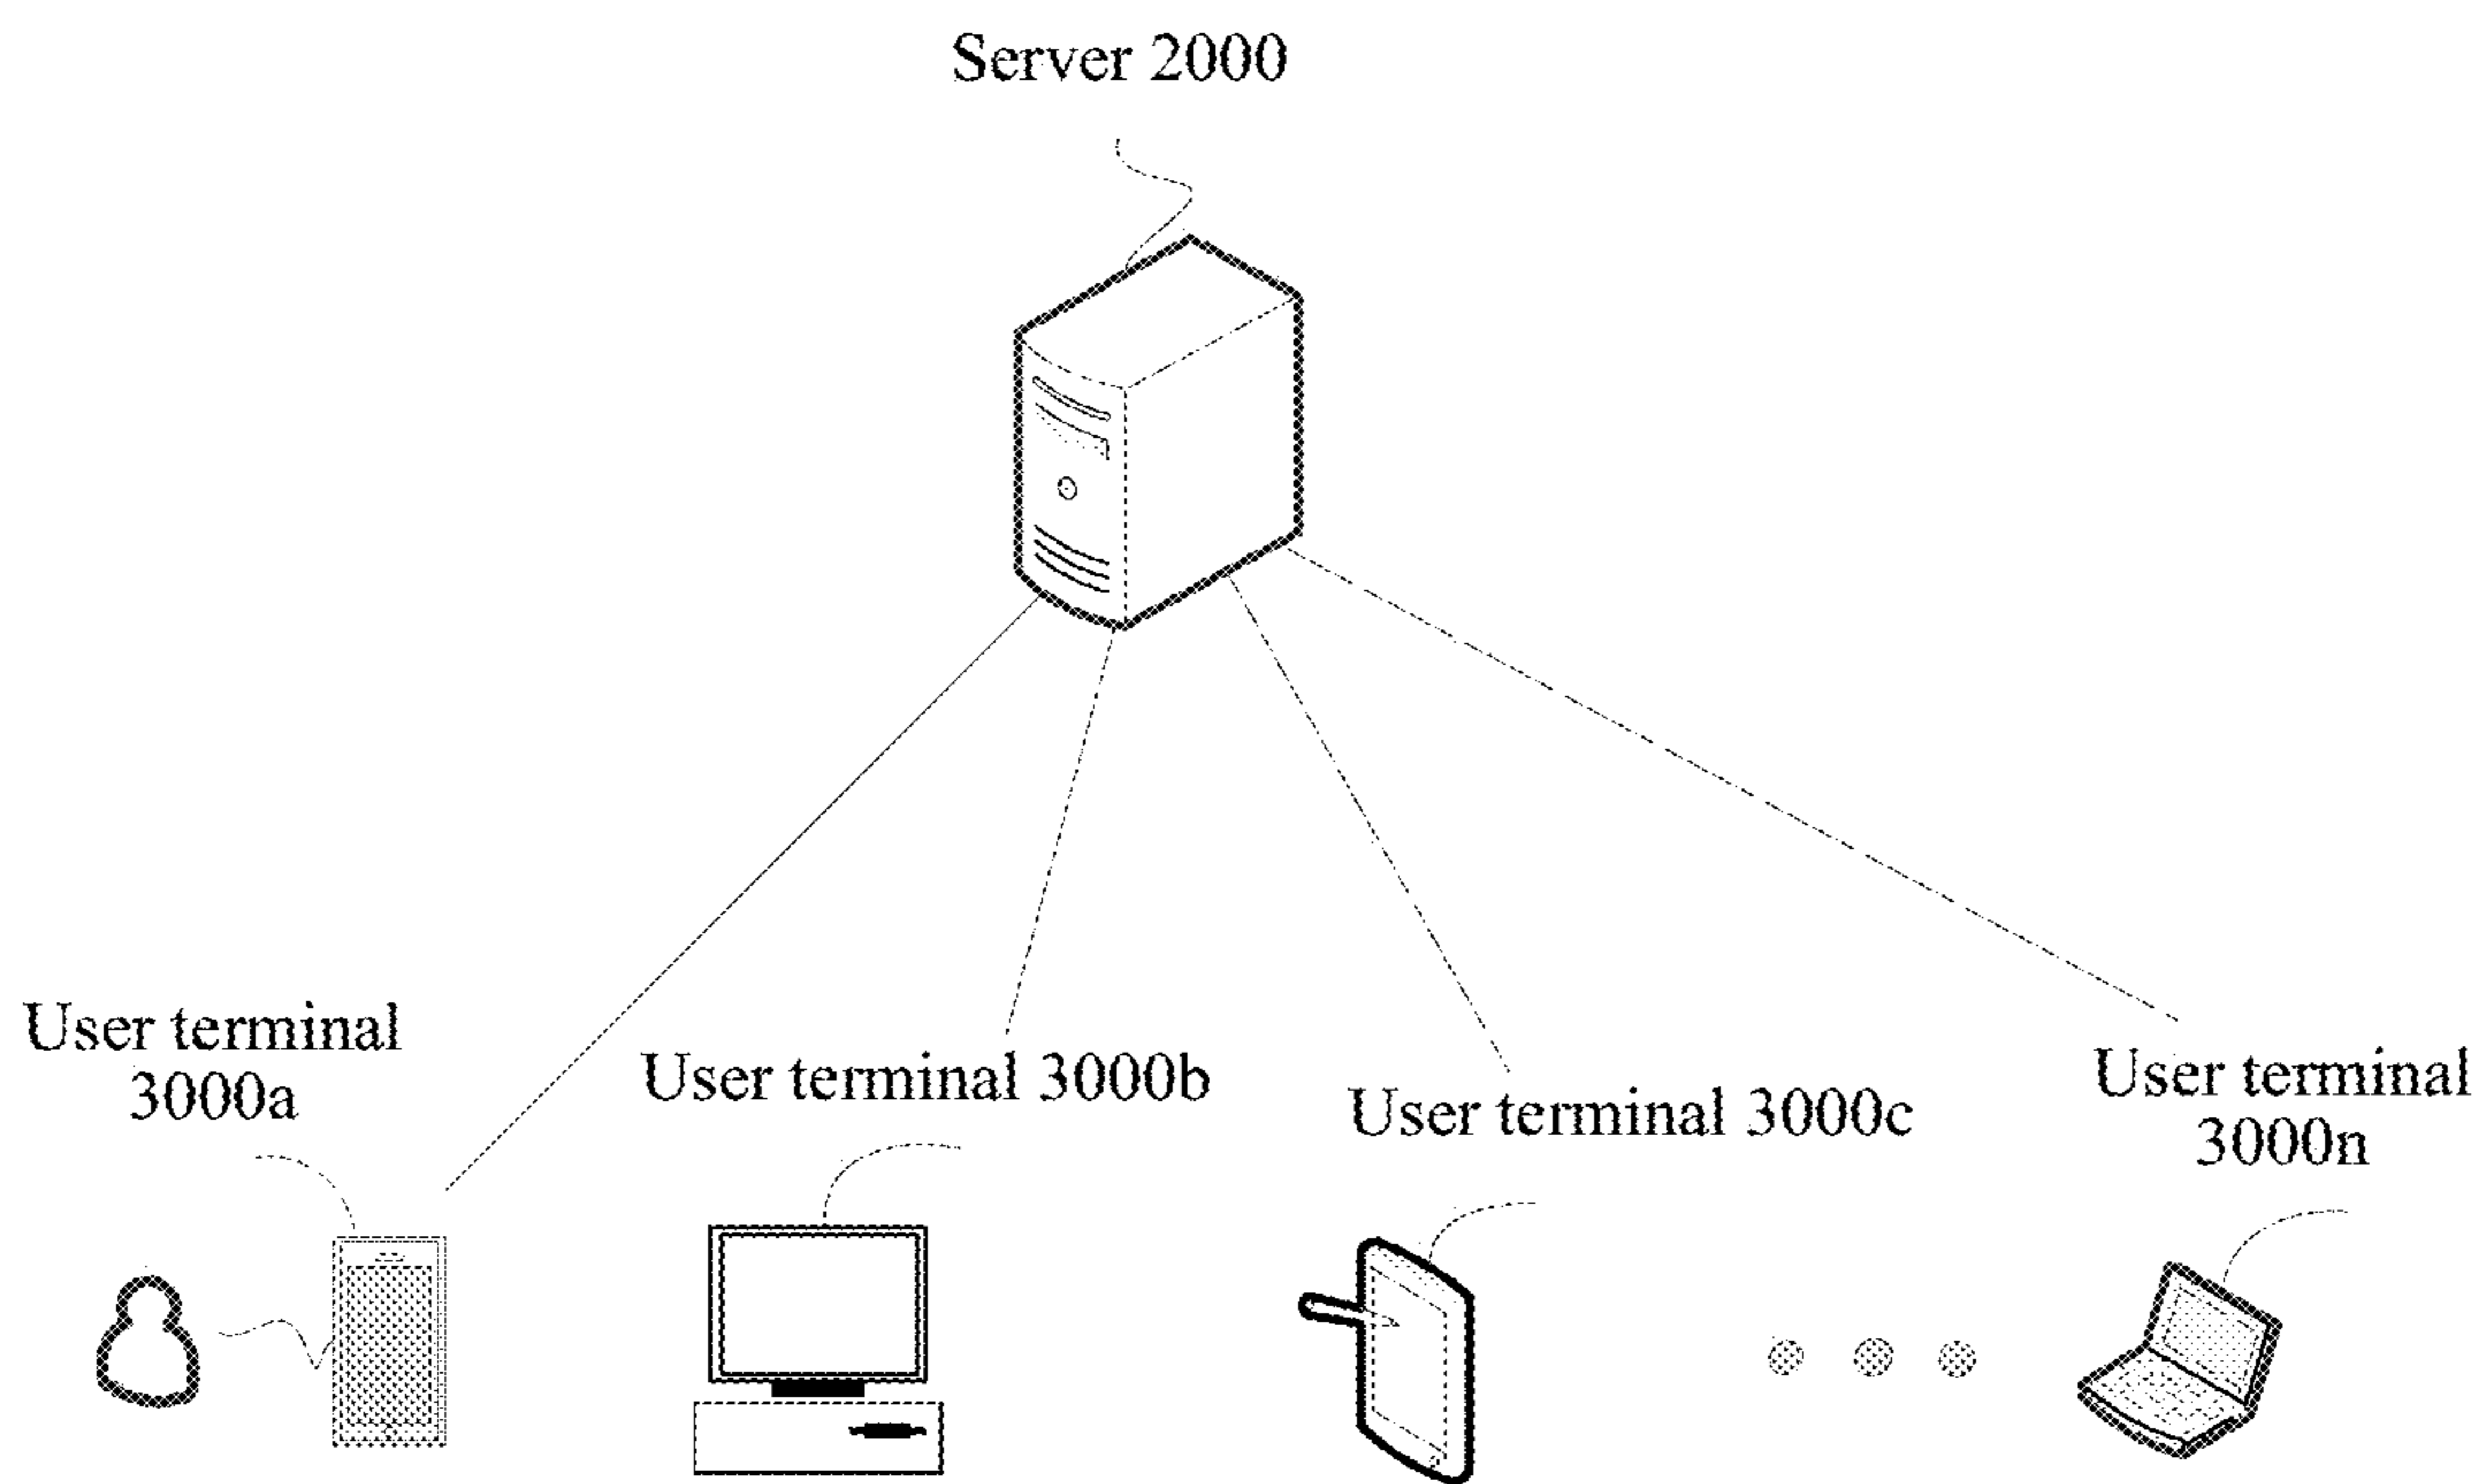 Server 2000
User terminal
3000a
User terminal 3000b
User terminal 3000c
User terminal
3000n